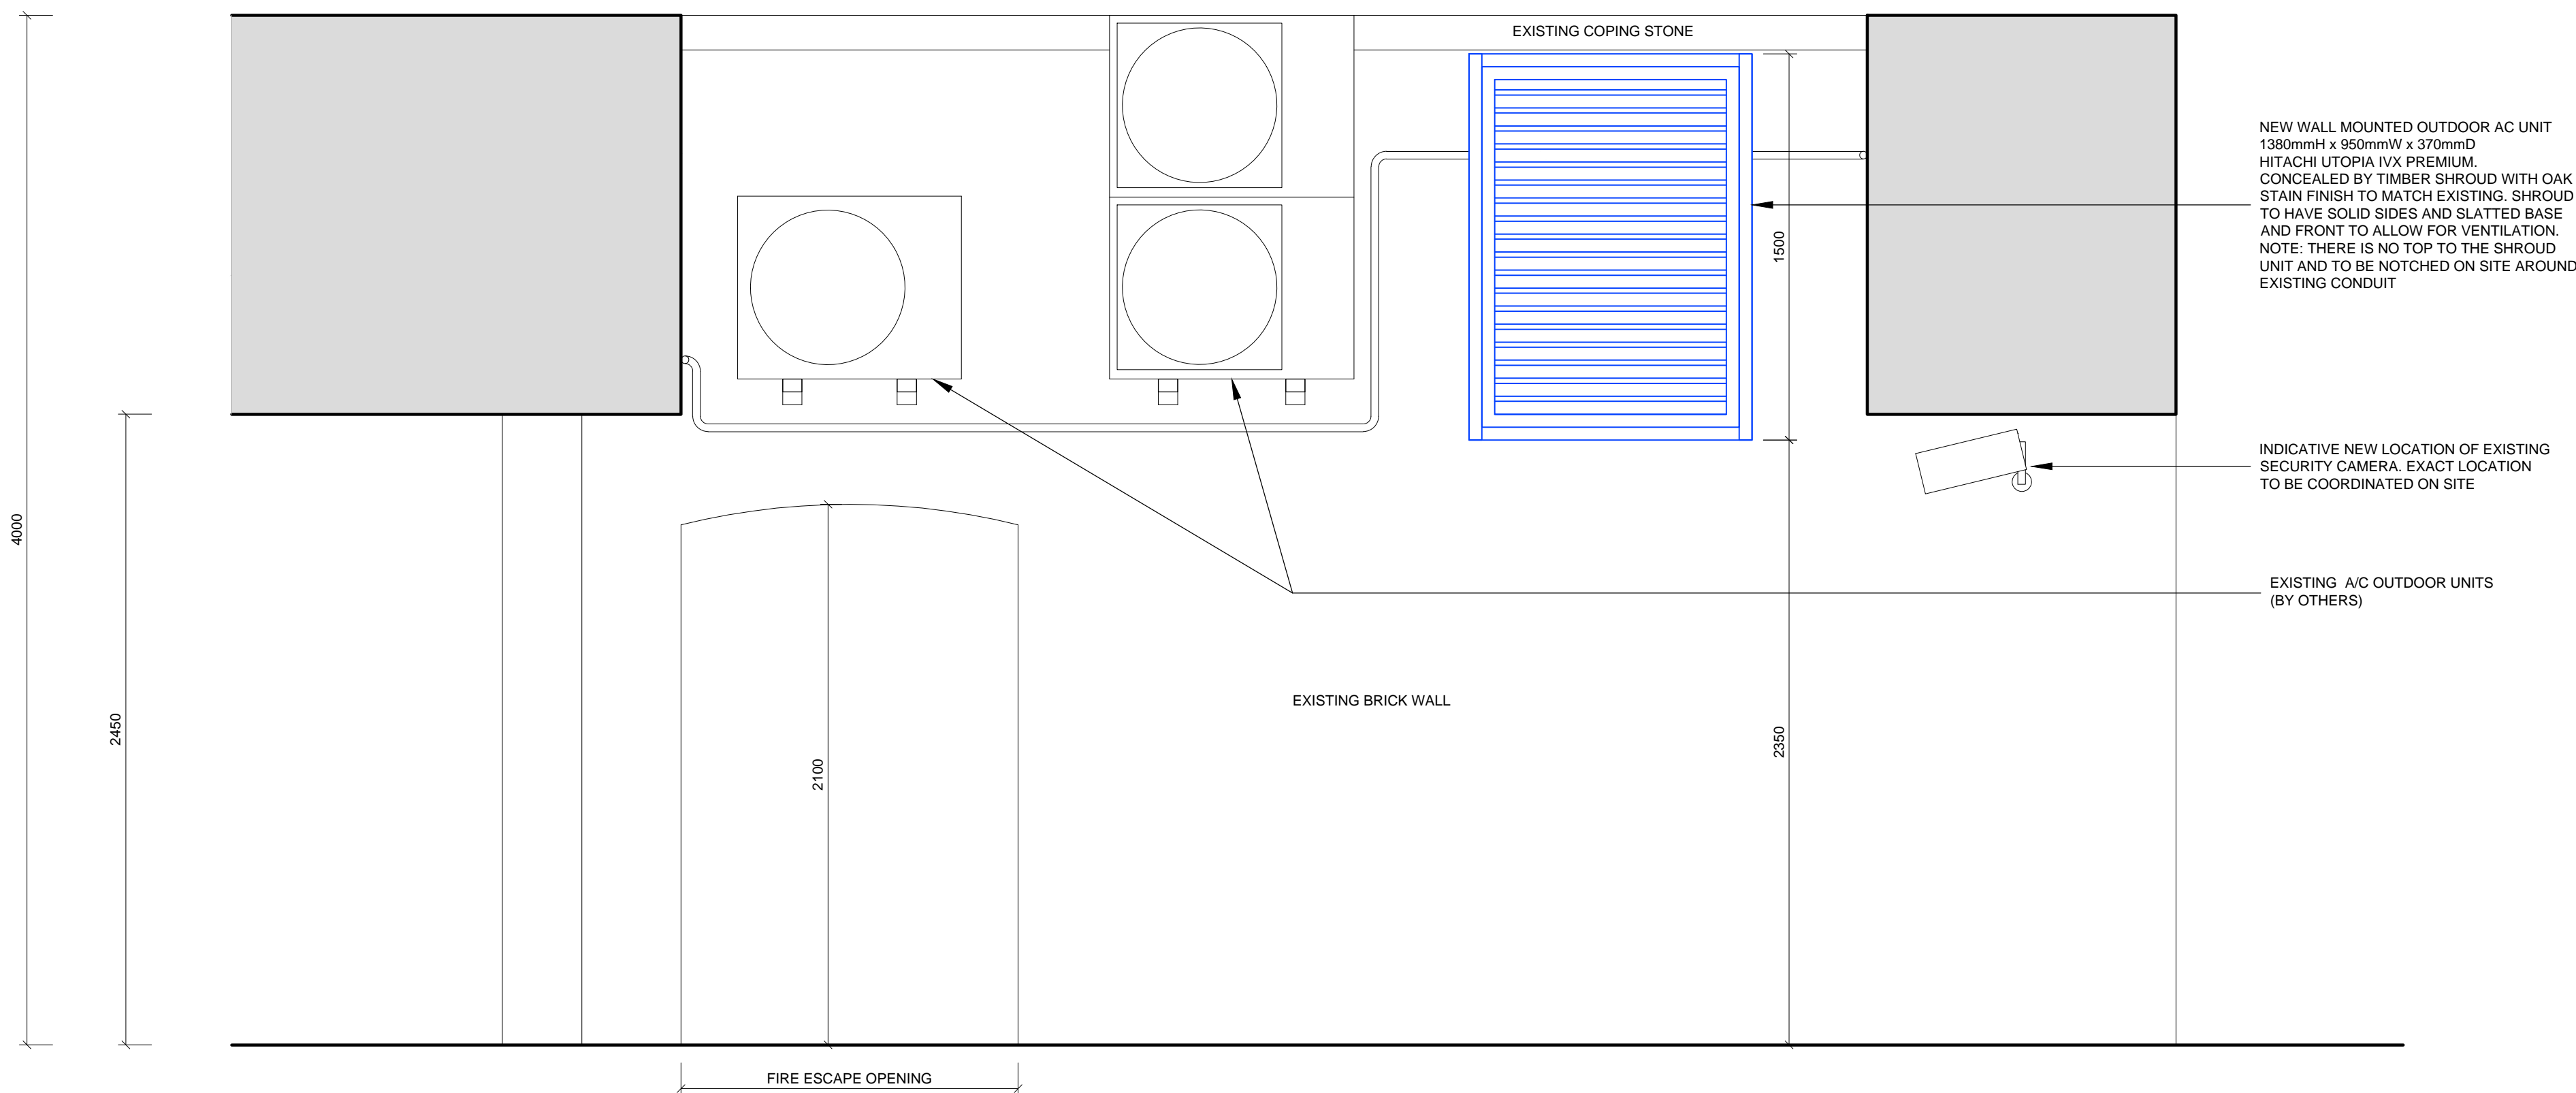 EXISTING COPING STONE
NEW WALL MOUNTED OUTDOOR AC UNIT
1380mmH x 950mmW x 370mmD
HITACHI UTOPIA IVX PREMIUM.
CONCEALED BY TIMBER SHROUD WITH OAK
STAIN FINISH TO MATCH EXISTING. SHROUD
TO HAVE SOLID SIDES AND SLATTED BASE
AND FRONT TO ALLOW FOR VENTILATION.
NOTE: THERE IS NO TOP TO THE SHROUD
UNIT AND TO BE NOTCHED ON SITE AROUND
EXISTING CONDUIT
1500
INDICATIVE NEW LOCATION OF EXISTING
SECURITY CAMERA. EXACT LOCATION
TO BE COORDINATED ON SITE
4000
EXISTING A/C OUTDOOR UNITS
(BY OTHERS)
EXISTING BRICK WALL
2450
2350
2100
FIRE ESCAPE OPENING